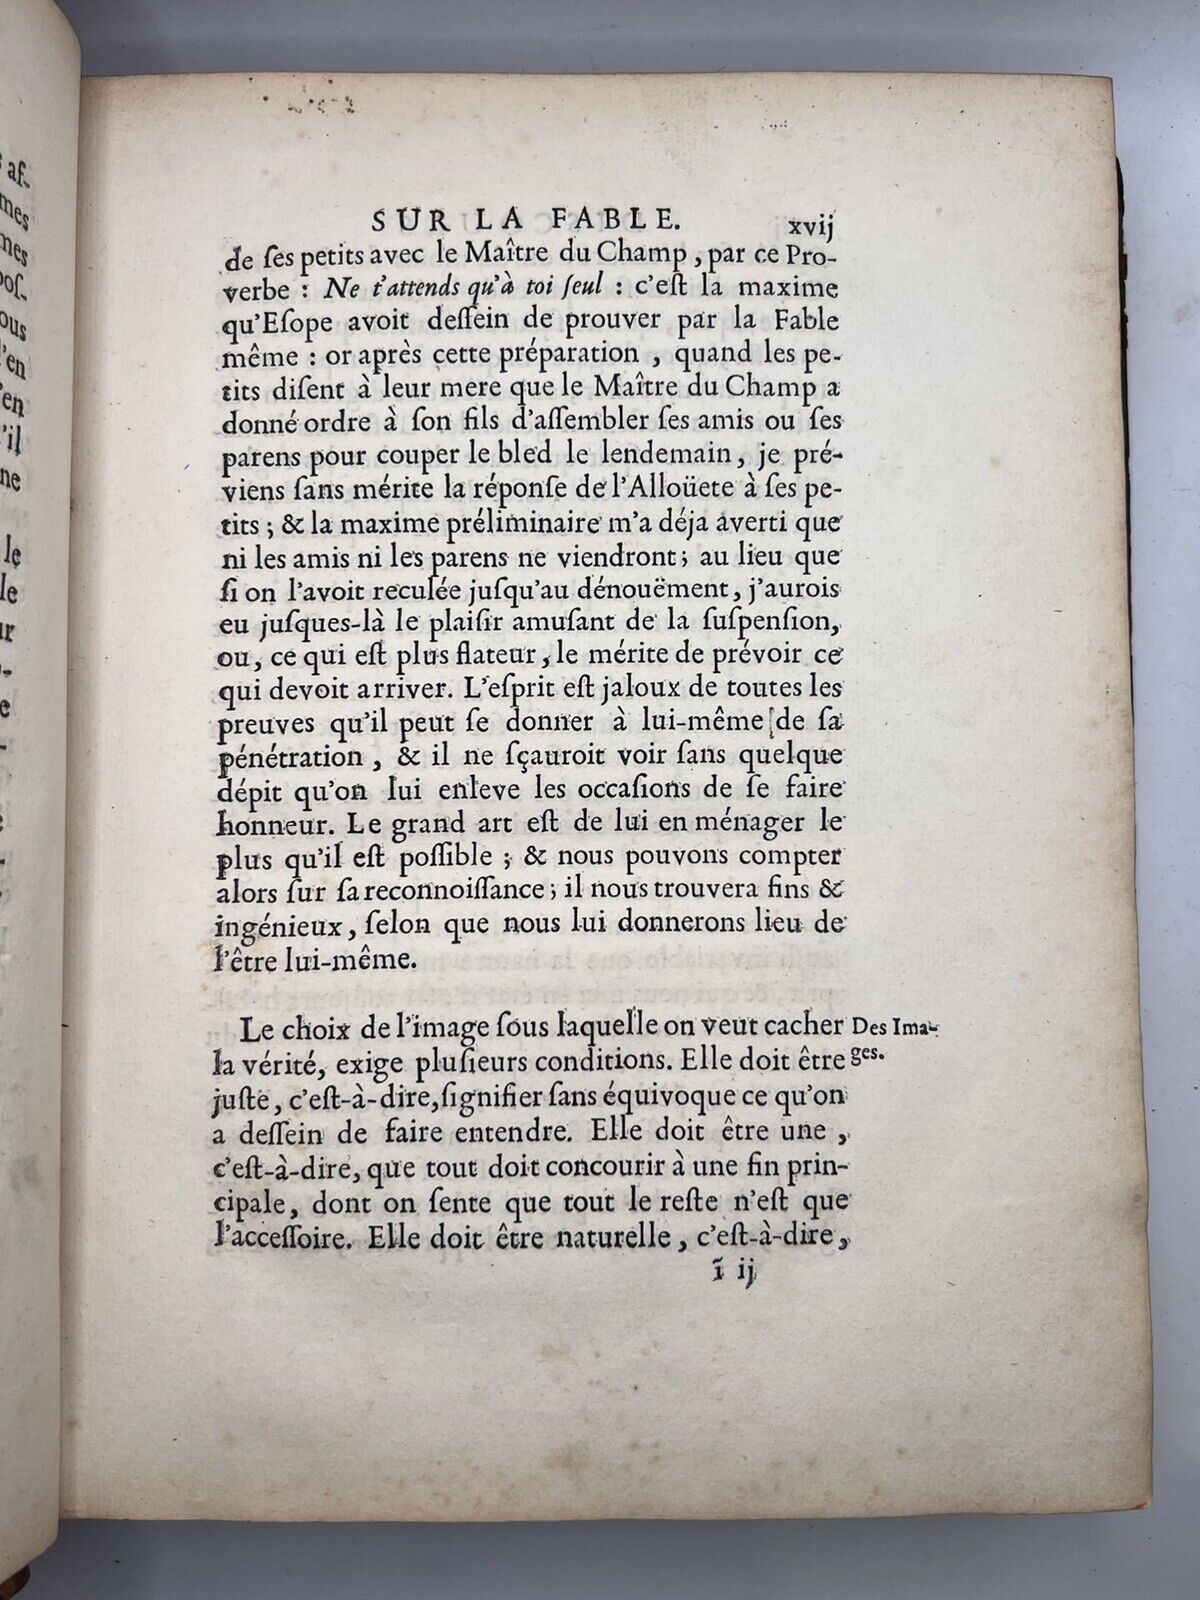 af-
mes
mes
pos-
ous
l'en
'en
'il
ne
le
le
ur
e
SUR LA FABLE. xvij
de ſes petits avec le Maître du Champ, par ce Pro-
verbe : Ne t'attends qu'à toi ſeul : c'eſt la maxime
qu'Eſope avoit deſſein de prouver par la Fable
même : or après cette préparation, quand les pe-
tits diſent à leur mere que le Maître du Champ a
donné ordre à ſon fils d'aſſembler ſes amis ou ſes
parens pour couper le bled le lendemain, je pré-
viens ſans mérite la réponſe de l'Alloüete à ſes pe-
tits ; & la maxime préliminaire m'a déja averti que
ni les amis ni les parens ne viendront ; au lieu que
ſi on l'avoit reculée juſqu'au dénouëment, j'aurois
eu juſques-là le plaiſir amuſant de la ſuſpenſion,
ou, ce qui eſt plus flateur, le mérite de prévoir ce
qui devoit arriver. L'eſprit eſt jaloux de toutes les
preuves qu'il peut ſe donner à lui-même de ſa
pénétration, & il ne ſçauroit voir ſans quelque
dépit qu'on lui enleve les occaſions de ſe faire
honneur. Le grand art eſt de lui en ménager le
plus qu'il eſt poſſible ; & nous pouvons compter
alors ſur ſa reconnoiſſance ; il nous trouvera fins &
ingénieux, ſelon que nous lui donnerons lieu de
l'être lui-même.
Le choix de l'image ſous laquelle on veut cacher Des Ima-
la vérité, exige pluſieurs conditions. Elle doit être ges.
juſte, c'eſt-à-dire, ſignifier ſans équivoque ce qu'on
a deſſein de faire entendre. Elle doit être une,
c'eſt-à-dire, que tout doit concourir à une fin prin-
cipale, dont on ſente que tout le reſte n'eſt que
l'acceſſoire. Elle doit être naturelle, c'eſt-à-dire,
ĩ ij